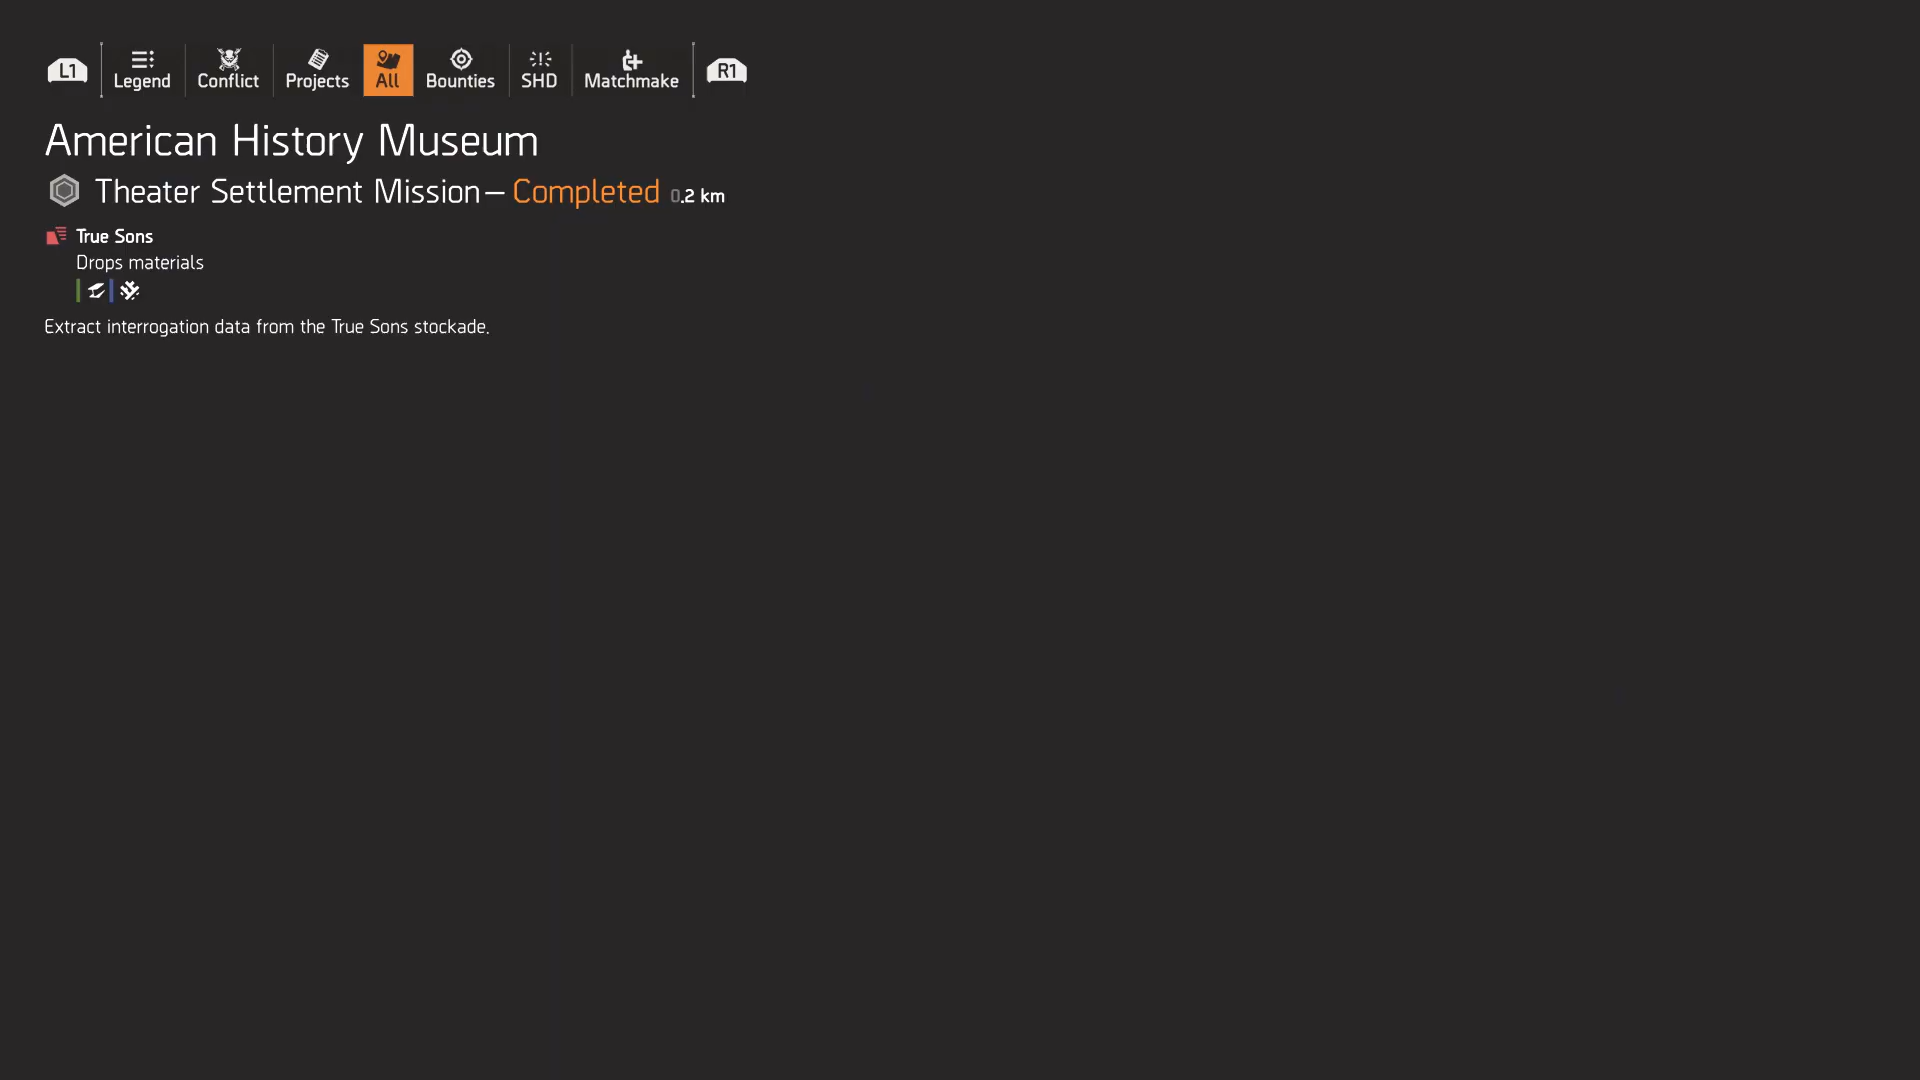 L1 Legend Conflict Projects All Bounties SHD Matchmake R1
American History Museum
Theater Settlement Mission — Completed 0.2 km
True Sons
Drops materials
Extract interrogation data from the True Sons stockade.